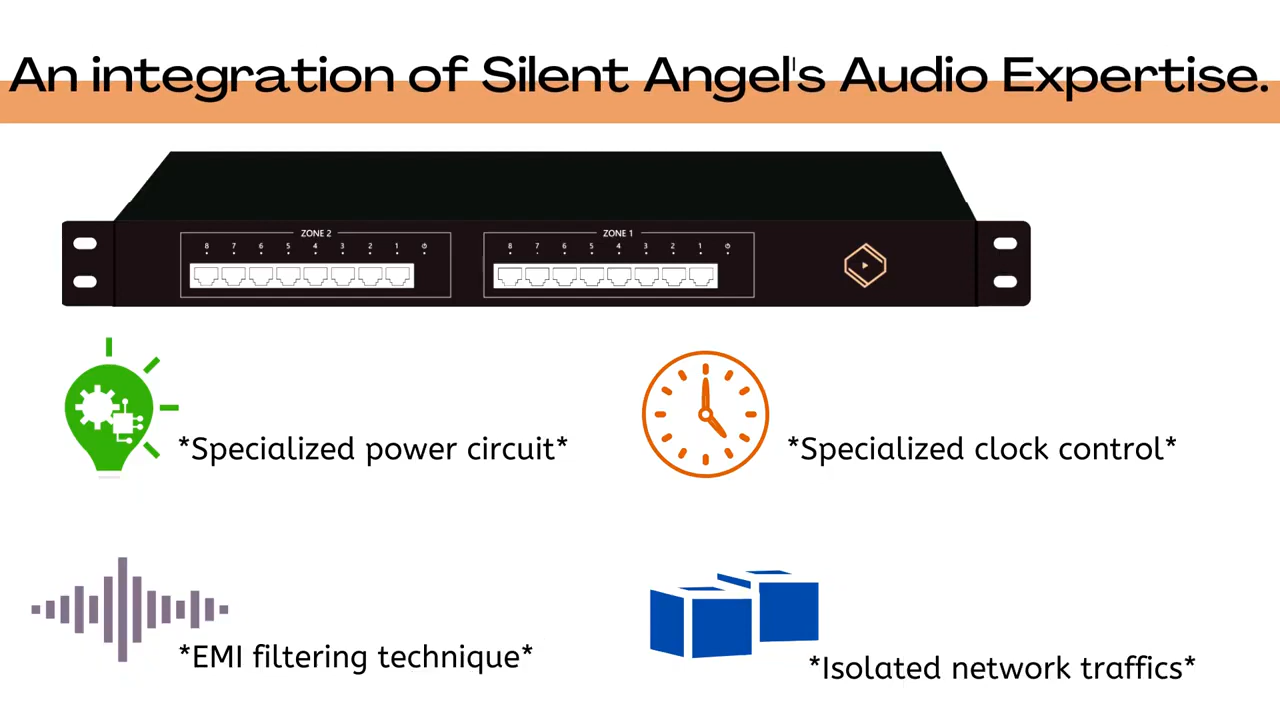 An integration of Silent Angel's Audio Expertise.
ZONE 2
8 7 6 5 4 3 2 1
ZONE 1
8 7 6 5 4 3 2 1
*Specialized power circuit*
*Specialized clock control*
*EMI filtering technique*
*Isolated network traffics*